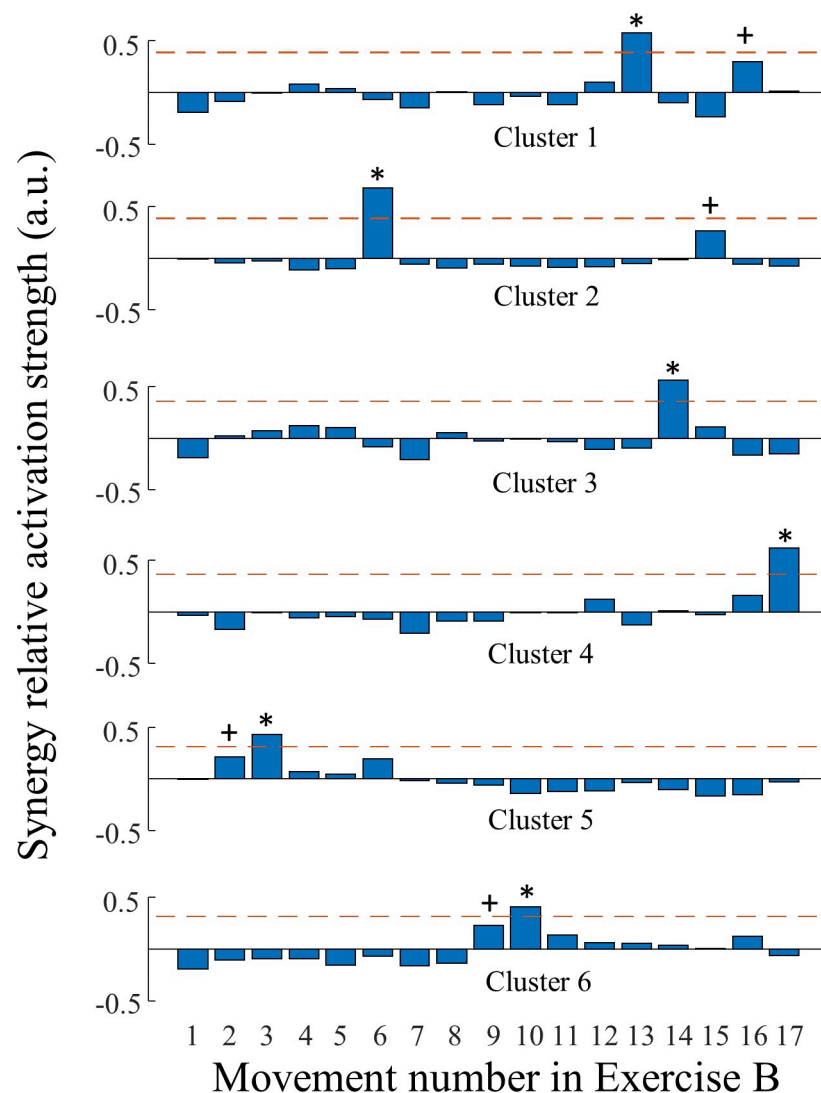 Synergy relative activation strength (a.u.)
0.5
*
+
-0.5
Cluster 1
0.5
*
+
-0.5
Cluster 2
0.5
*
-0.5
Cluster 3
0.5
*
-0.5
Cluster 4
0.5
+ *
-0.5
Cluster 5
0.5
+ *
-0.5
Cluster 6
1 2 3 4 5 6 7 8 9 10 11 12 13 14 15 16 17
Movement number in Exercise B